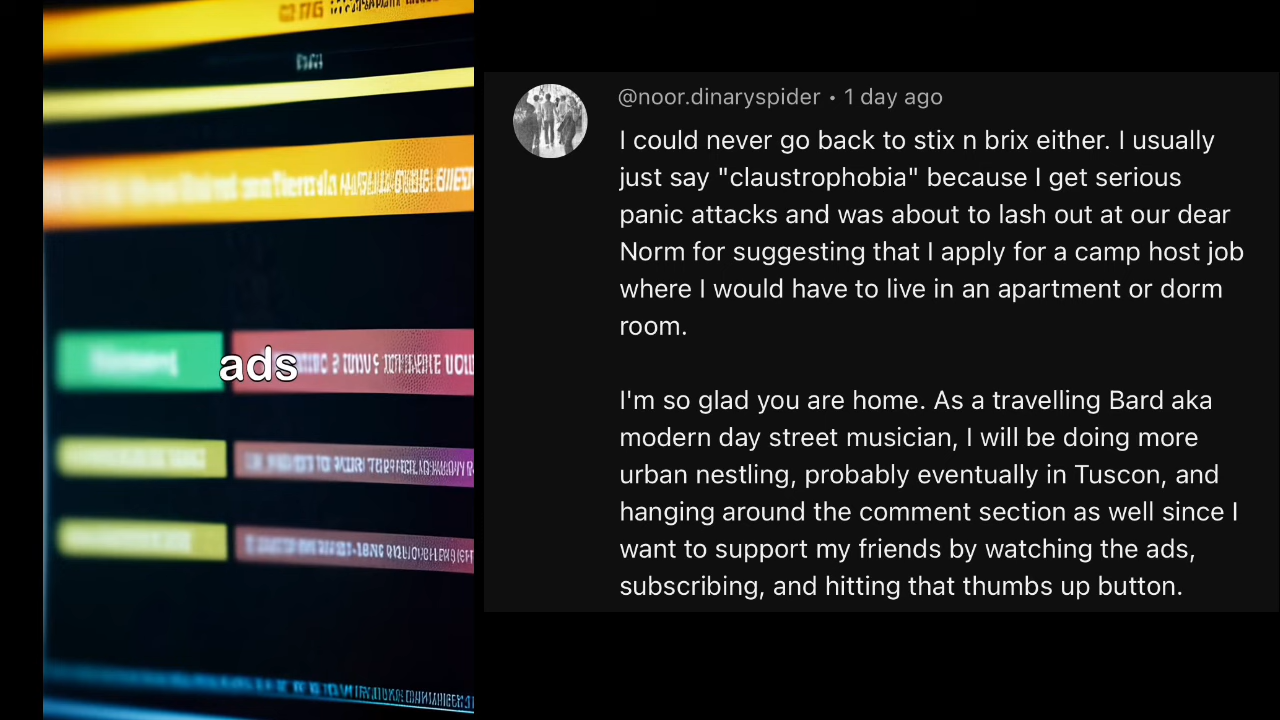 ads
@noor.dinaryspider • 1 day ago
I could never go back to stix n brix either. I usually
just say "claustrophobia" because I get serious
panic attacks and was about to lash out at our dear
Norm for suggesting that I apply for a camp host job
where I would have to live in an apartment or dorm
room.
I'm so glad you are home. As a travelling Bard aka
modern day street musician, I will be doing more
urban nestling, probably eventually in Tuscon, and
hanging around the comment section as well since I
want to support my friends by watching the ads,
subscribing, and hitting that thumbs up button.